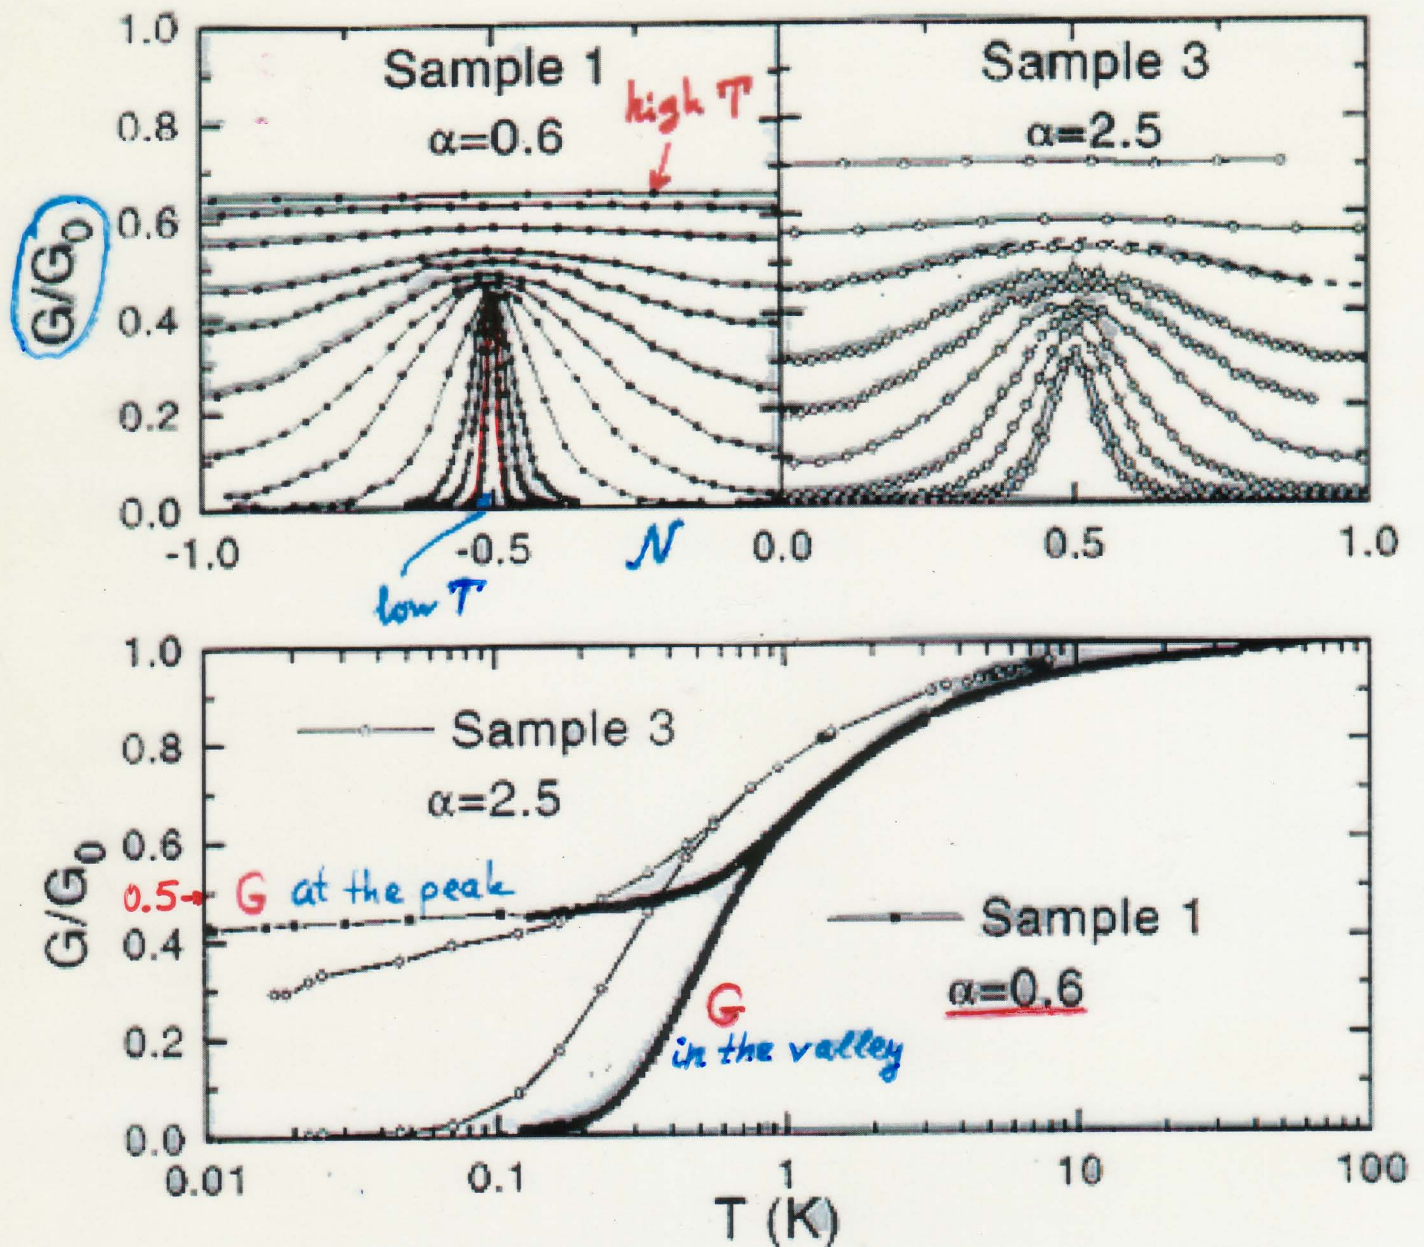 1.0
Sample 1
Sample 3
high T
0.8
α=0.6
α=2.5
0.6
G/G0
0.4
0.2
0.0
-1.0
-0.5
N
0.0
0.5
1.0
low T
1.0
Sample 3
0.8
α=2.5
0.6
G/G0
0.5
G at the peak
Sample 1
0.4
α=0.6
G
in the valley
0.2
0.0
0.01
0.1
1
10
100
T (K)